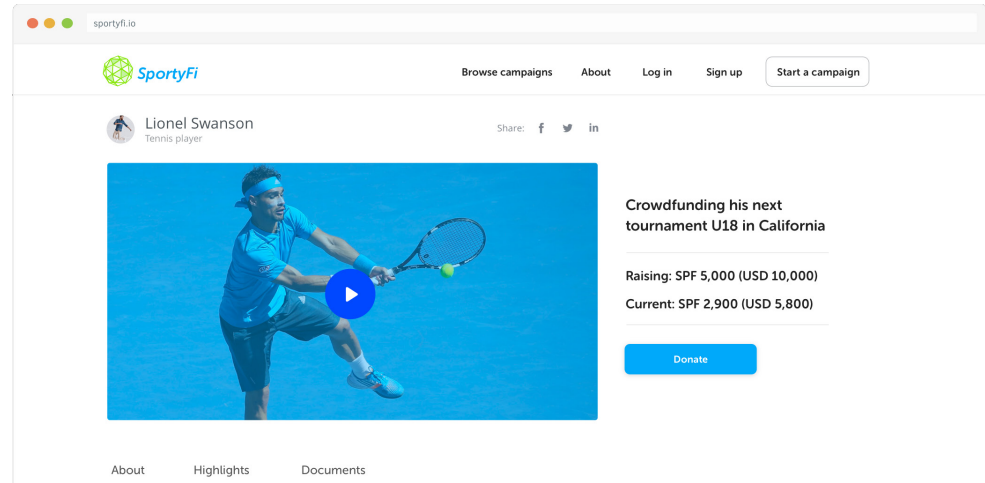 sportyfi.io
SportyFi
Browse campaigns
About
Log in
Sign up
Start a campaign
Lionel Swanson
Tennis player
Share:
Crowdfunding his next
tournament U18 in California
Raising: SPF 5,000 (USD 10,000)
Current: SPF 2,900 (USD 5,800)
Donate
About
Highlights
Documents